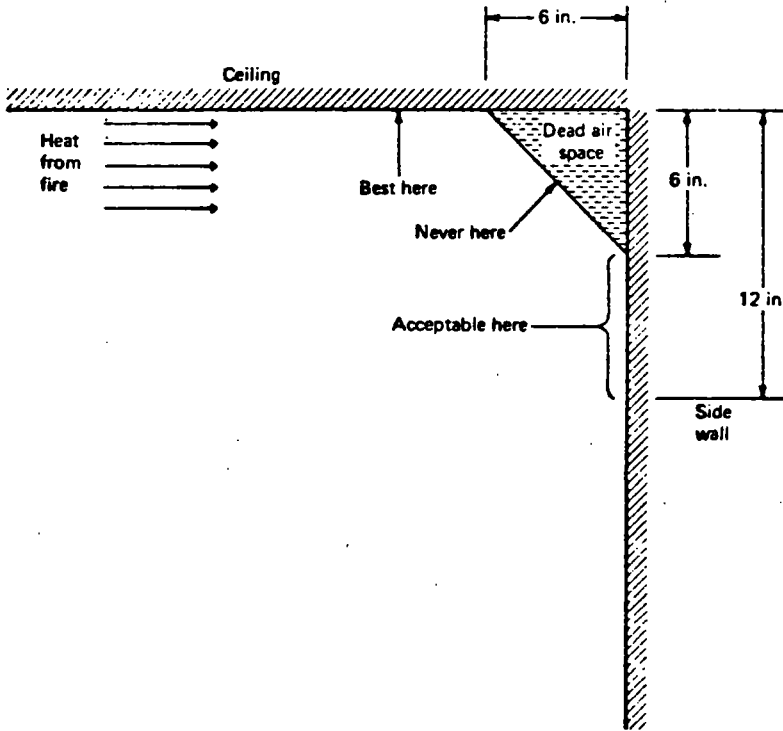 6 in.
Ceiling
Heat
from
fire
Dead air
space
Best here
6 in.
Never here
12 in
Acceptable here
Side
wall